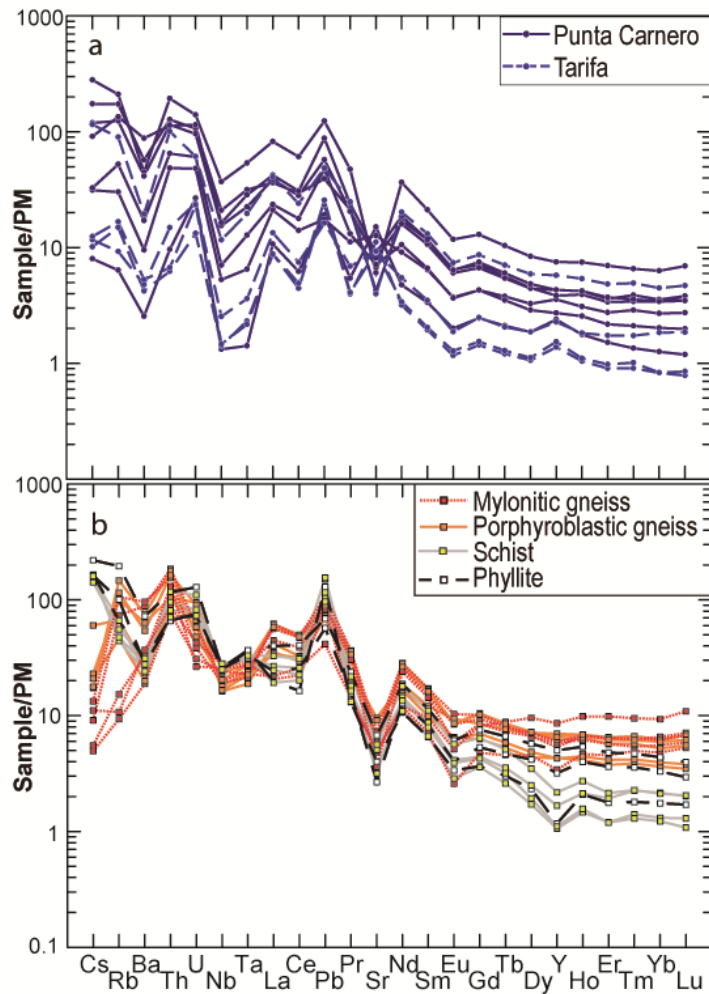 1000
a
Punta Carnero
Tarifa
100
10
1
Sample/PM
1000
b
Mylonitic gneiss
Porphyroblastic gneiss
Schist
Phyllite
100
10
1
0.1
Sample/PM
Cs Rb Ba Th U Nb Ta La Ce Pb Pr Sr Nd Sm Eu Gd Tb Dy Y Ho Er Tm Yb Lu